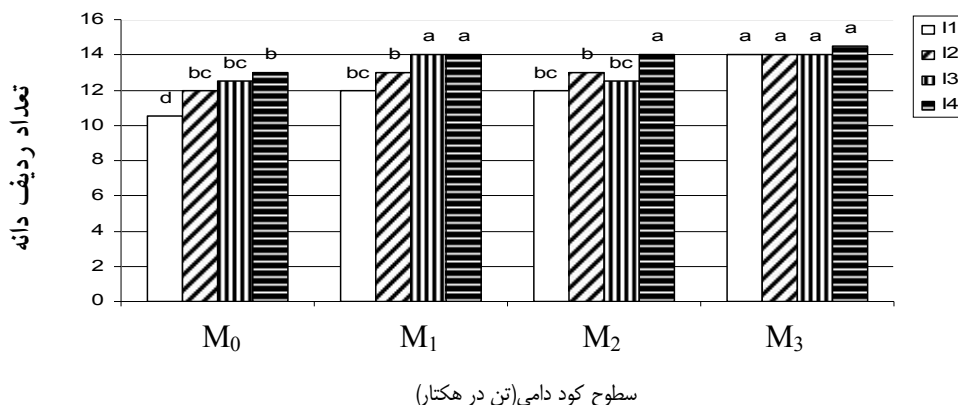 تعداد ردیف دانه
16
14
12
10
8
6
4
2
0
d bc bc b
bc b a a
bc b bc a
a a a a
I1
I2
I3
I4
M₀ M₁ M₂ M₃
سطوح کود دامی(تن در هکتار)